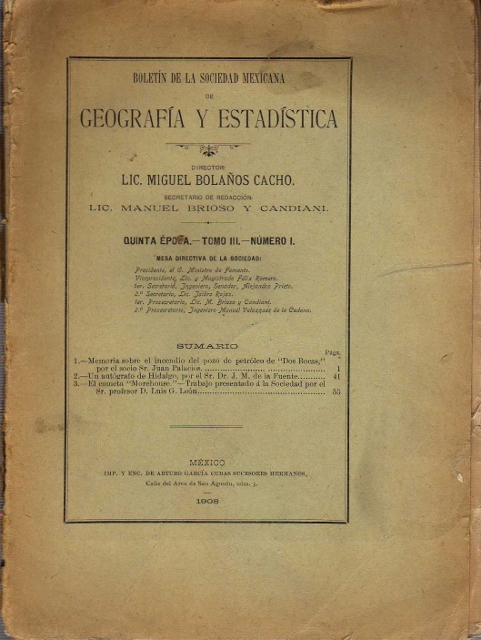 BOLETÍN DE LA SOCIEDAD MEXICANA
DE
GEOGRAFÍA Y ESTADÍSTICA
DIRECTOR:
LIC. MIGUEL BOLAÑOS CACHO.
SECRETARIO DE REDACCIÓN:
LIC. MANUEL BRIOSO Y CANDIANI.
QUINTA ÉPOCA.—TOMO III.—NÚMERO I.
MESA DIRECTIVA DE LA SOCIEDAD:
Presidente, el C. Ministro de Fomento.
Vicepresidente, Lic. y Magistrado Félix Romero.
1er. Secretario, Ingeniero, Senador, Alejandro Prieto.
2.º Secretario, Lic. Isidro Rojas.
1er. Prosecretario, Lic. M. Brioso y Candiani.
2.º Prosecretario, Ingeniero Manuel Velázquez de la Cadena.
SUMARIO
Págs.
1.—Memoria sobre el incendio del pozo de petróleo de "Dos Bocas,"
por el socio Sr. Juan Palacios. ........................ 1
2.—Un autógrafo de Hidalgo, por el Sr. Dr. J. M. de la Fuente........... 41
3.—El cometa "Morehouse."—Trabajo presentado á la Sociedad por el
Sr. profesor D. Luis G. León........................ 53
MÉXICO
IMP. Y ENC. DE ARTURO GARCÍA CUBAS SUCESORES HERMANOS,
Calle del Arco de San Agustín, núm. 3.
1908